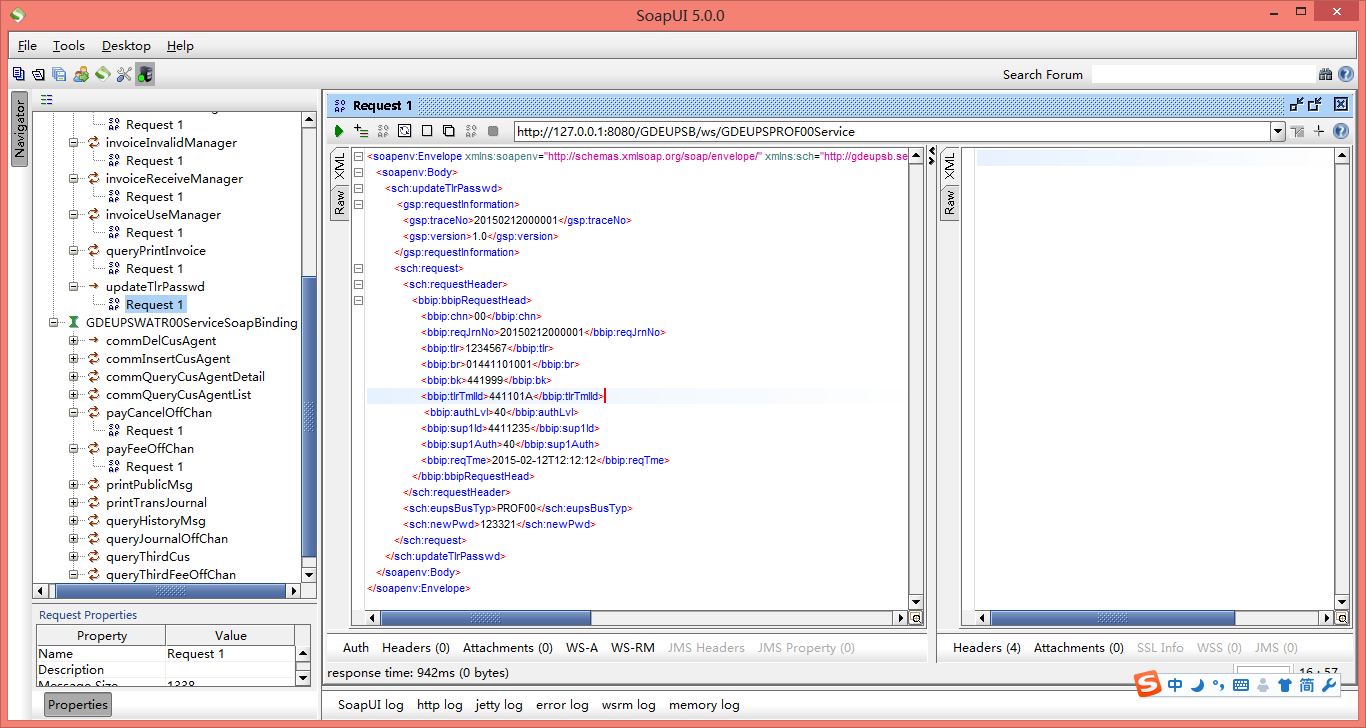 SoapUI 5.0.0
File Tools Desktop Help
Search Forum
Navigator
Request 1
invoiceInvalidManager
Request 1
invoiceReceiveManager
Request 1
invoiceUseManager
Request 1
queryPrintInvoice
Request 1
updateTlrPasswd
Request 1
GDEUPSWATR00ServiceSoapBinding
commDelCusAgent
commInsertCusAgent
commQueryCusAgentDetail
commQueryCusAgentList
payCancelOffChan
Request 1
payFeeOffChan
Request 1
printPublicMsg
printTransJournal
queryHistoryMsg
queryJournalOffChan
queryThirdCus
queryThirdFeeOffChan
Request Properties
Property Value
Name Request 1
Description
Message Size 1338
Properties
Request 1
http://127.0.0.1:8080/GDEUPSB/ws/GDEUPSPROF00Service
XML
Raw
<soapenv:Envelope xmlns:soapenv="http://schemas.xmlsoap.org/soap/envelope/" xmlns:sch="http://gdeupsb.se
<soapenv:Body>
<sch:updateTlrPasswd>
<gsp:requestInformation>
<gsp:traceNo>20150212000001</gsp:traceNo>
<gsp:version>1.0</gsp:version>
</gsp:requestInformation>
<sch:request>
<sch:requestHeader>
<bbip:bbipRequestHead>
<bbip:chn>00</bbip:chn>
<bbip:reqJrnNo>20150212000001</bbip:reqJrnNo>
<bbip:tlr>1234567</bbip:tlr>
<bbip:br>01441101001</bbip:br>
<bbip:bk>441999</bbip:bk>
<bbip:tlrTmlId>441101A</bbip:tlrTmlId>
<bbip:authLvl>40</bbip:authLvl>
<bbip:sup1Id>4411235</bbip:sup1Id>
<bbip:sup1Auth>40</bbip:sup1Auth>
<bbip:reqTme>2015-02-12T12:12:12</bbip:reqTme>
</bbip:bbipRequestHead>
</sch:requestHeader>
<sch:eupsBusTyp>PROF00</sch:eupsBusTyp>
<sch:newPwd>123321</sch:newPwd>
</sch:request>
</sch:updateTlrPasswd>
</soapenv:Body>
</soapenv:Envelope>
XML
Raw
Auth Headers (0) Attachments (0) WS-A WS-RM JMS Headers JMS Property (0)
Headers (4) Attachments (0) SSL Info WSS (0) JMS (0)
response time: 942ms (0 bytes)
16 : 57
中 简
SoapUI log http log jetty log error log wsrm log memory log